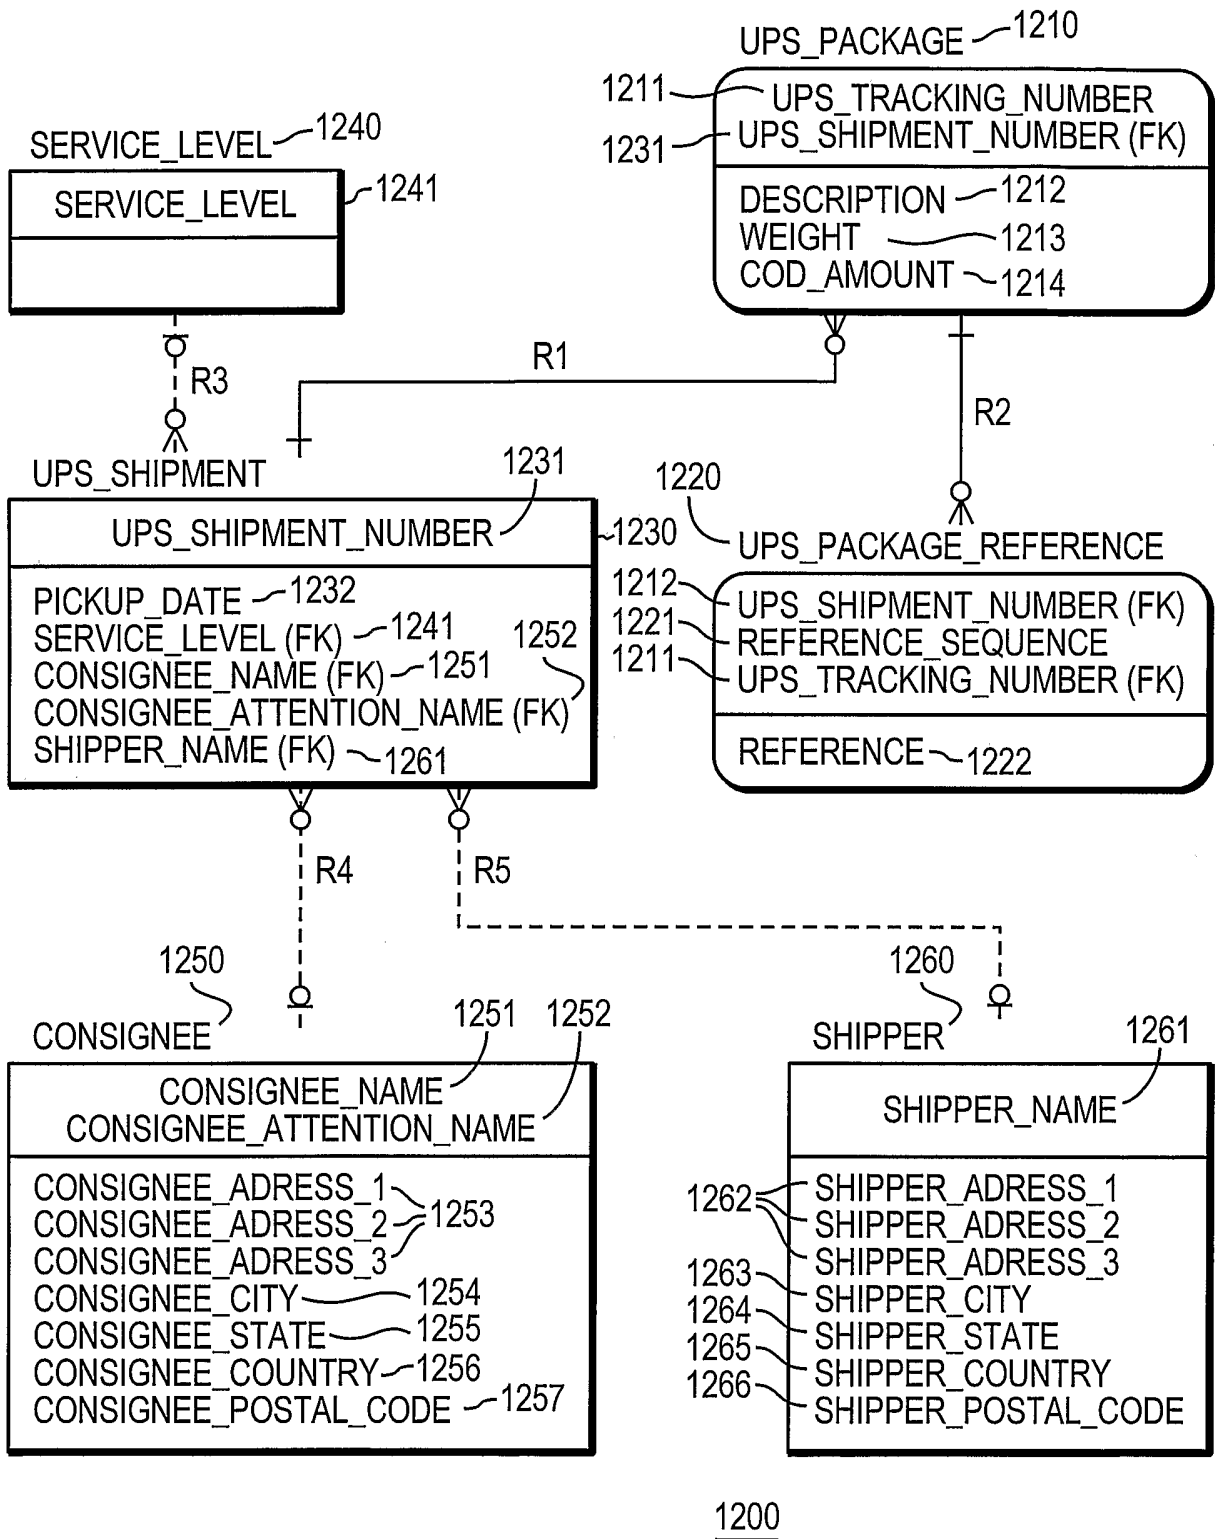 UPS_PACKAGE 1210
1211 UPS_TRACKING_NUMBER
1231 UPS_SHIPMENT_NUMBER (FK)
DESCRIPTION 1212
WEIGHT 1213
COD_AMOUNT 1214
SERVICE_LEVEL 1240
SERVICE_LEVEL 1241
R3
R1
R2
UPS_SHIPMENT
UPS_SHIPMENT_NUMBER 1231
1230
PICKUP_DATE 1232
SERVICE_LEVEL (FK) 1241
CONSIGNEE_NAME (FK) 1251
CONSIGNEE_ATTENTION_NAME (FK) 1252
SHIPPER_NAME (FK) 1261
1220
UPS_PACKAGE_REFERENCE
1212 UPS_SHIPMENT_NUMBER (FK)
1221 REFERENCE_SEQUENCE
1211 UPS_TRACKING_NUMBER (FK)
REFERENCE 1222
R4
R5
1250
CONSIGNEE
1251
1252
CONSIGNEE_NAME
CONSIGNEE_ATTENTION_NAME
CONSIGNEE_ADRESS_1
CONSIGNEE_ADRESS_2 1253
CONSIGNEE_ADRESS_3
CONSIGNEE_CITY 1254
CONSIGNEE_STATE 1255
CONSIGNEE_COUNTRY 1256
CONSIGNEE_POSTAL_CODE 1257
1260
SHIPPER
1261
SHIPPER_NAME
1262 SHIPPER_ADRESS_1
SHIPPER_ADRESS_2
SHIPPER_ADRESS_3
1263 SHIPPER_CITY
1264 SHIPPER_STATE
1265 SHIPPER_COUNTRY
1266 SHIPPER_POSTAL_CODE
1200